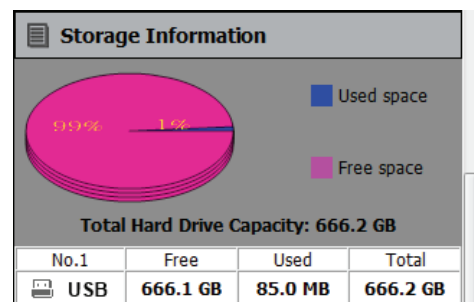 Storage Information
Used space
99% 1%
Free space
Total Hard Drive Capacity: 666.2 GB
No.1 Free Used Total
USB 666.1 GB 85.0 MB 666.2 GB